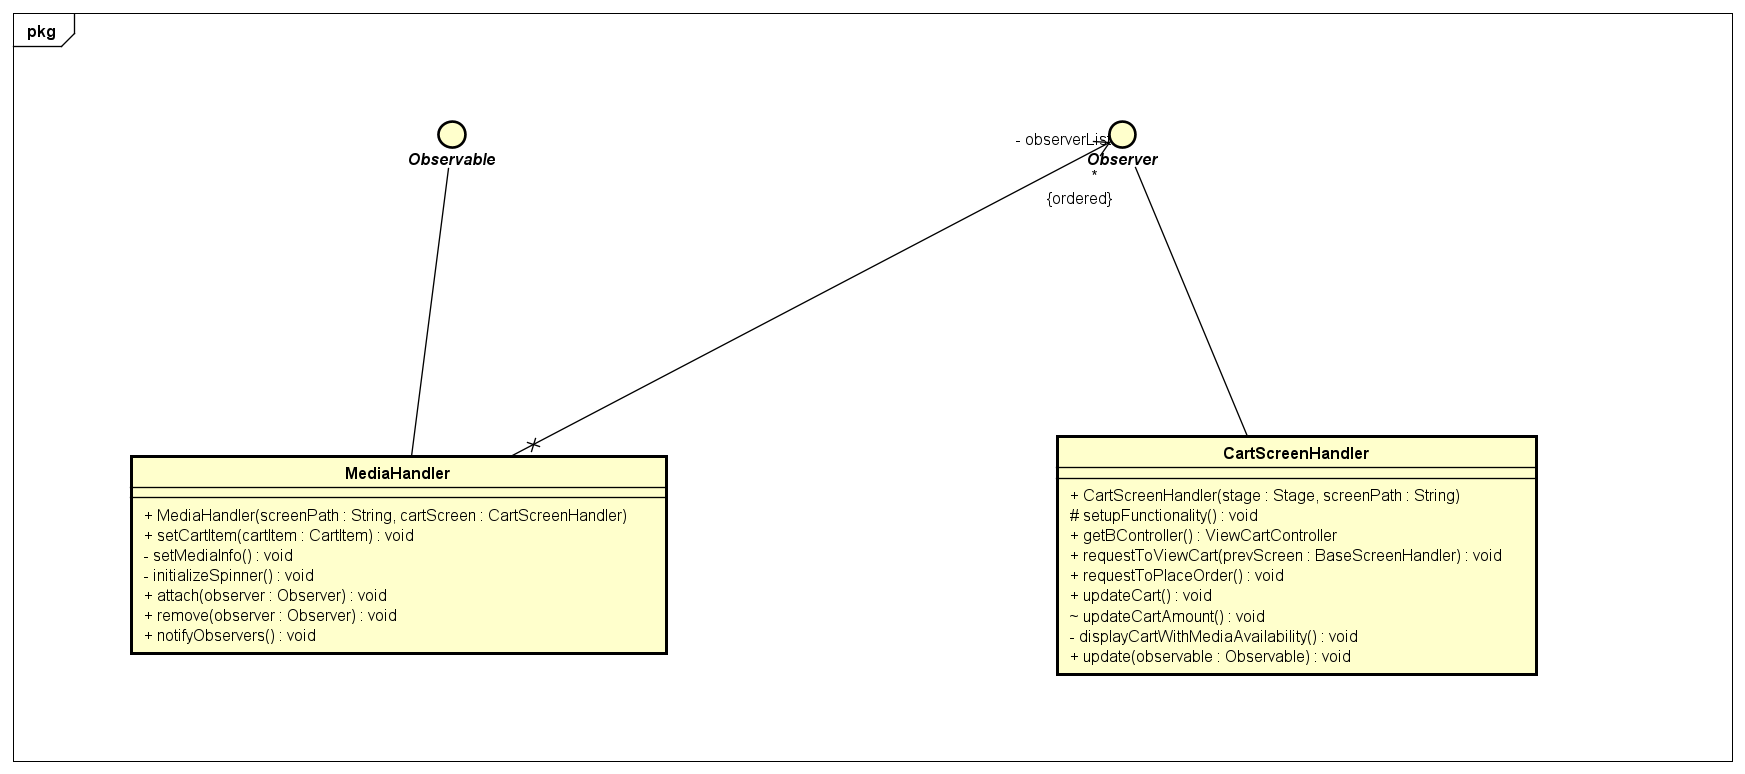 pkg
Observable
- observerList
Observer
*
{ordered}
MediaHandler
+ MediaHandler(screenPath : String, cartScreen : CartScreenHandler)
+ setCartItem(cartItem : CartItem) : void
- setMediaInfo() : void
- initializeSpinner() : void
+ attach(observer : Observer) : void
+ remove(observer : Observer) : void
+ notifyObservers() : void
CartScreenHandler
+ CartScreenHandler(stage : Stage, screenPath : String)
# setupFunctionality() : void
+ getBController() : ViewCartController
+ requestToViewCart(prevScreen : BaseScreenHandler) : void
+ requestToPlaceOrder() : void
+ updateCart() : void
~ updateCartAmount() : void
- displayCartWithMediaAvailability() : void
+ update(observable : Observable) : void